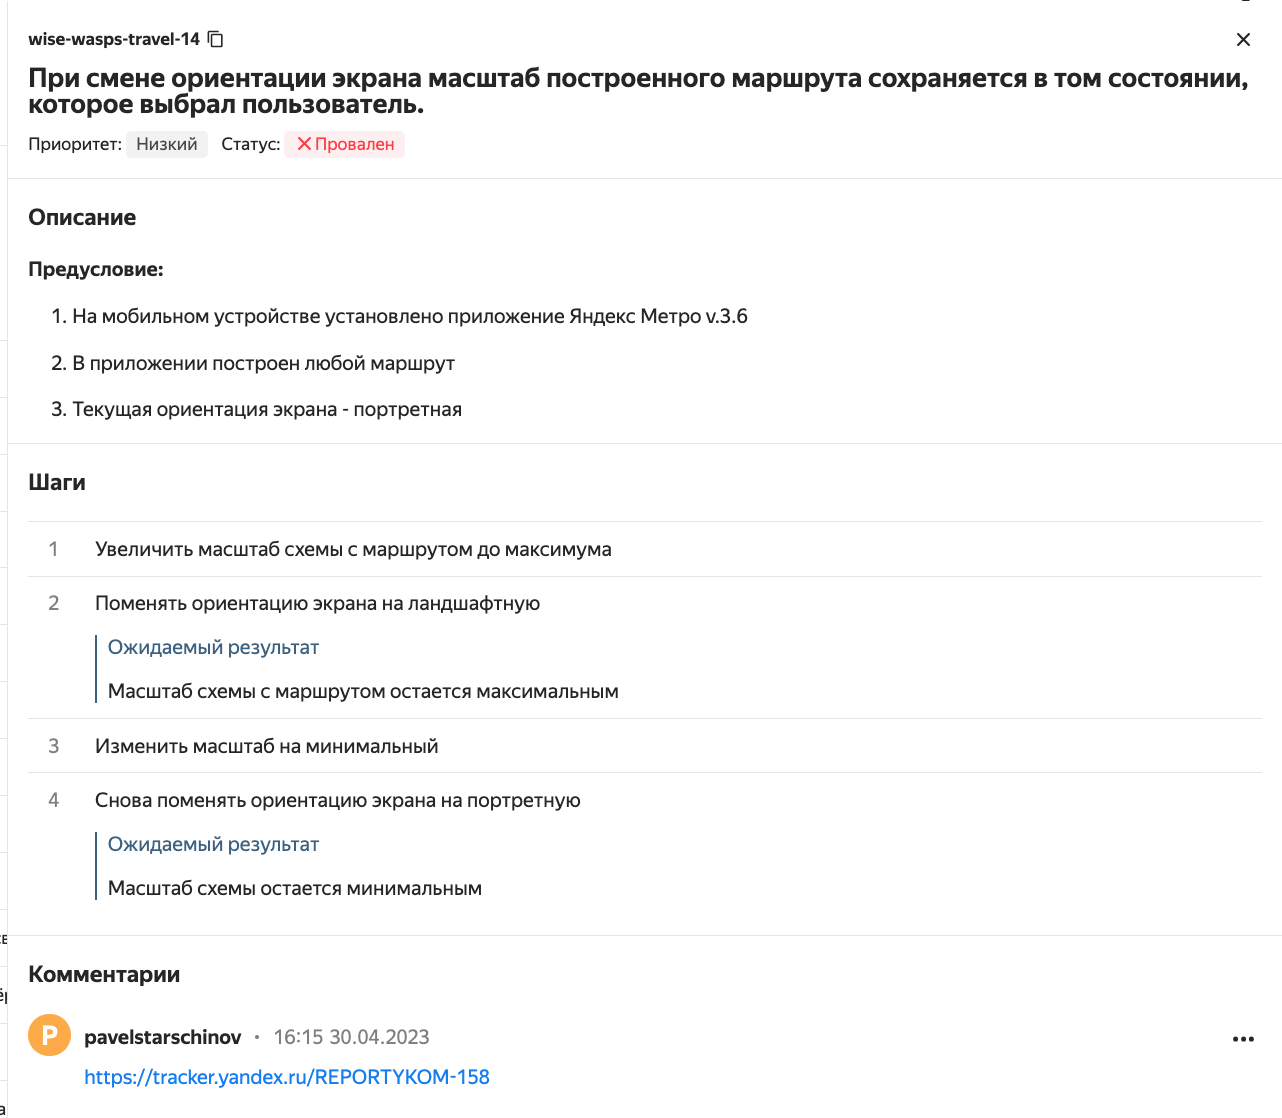 wise-wasps-travel-14
При смене ориентации экрана масштаб построенного маршрута сохраняется в том состоянии,
которое выбрал пользователь.
Приоритет: Низкий Статус: Провален
Описание
Предусловие:
1. На мобильном устройстве установлено приложение Яндекс Метро v.3.6
2. В приложении построен любой маршрут
3. Текущая ориентация экрана - портретная
Шаги
1 Увеличить масштаб схемы с маршрутом до максимума
2 Поменять ориентацию экрана на ландшафтную
Ожидаемый результат
Масштаб схемы с маршрутом остается максимальным
3 Изменить масштаб на минимальный
4 Снова поменять ориентацию экрана на портретную
Ожидаемый результат
Масштаб схемы остается минимальным
Комментарии
P
pavelstarschinov · 16:15 30.04.2023
https://tracker.yandex.ru/REPORTYKOM-158